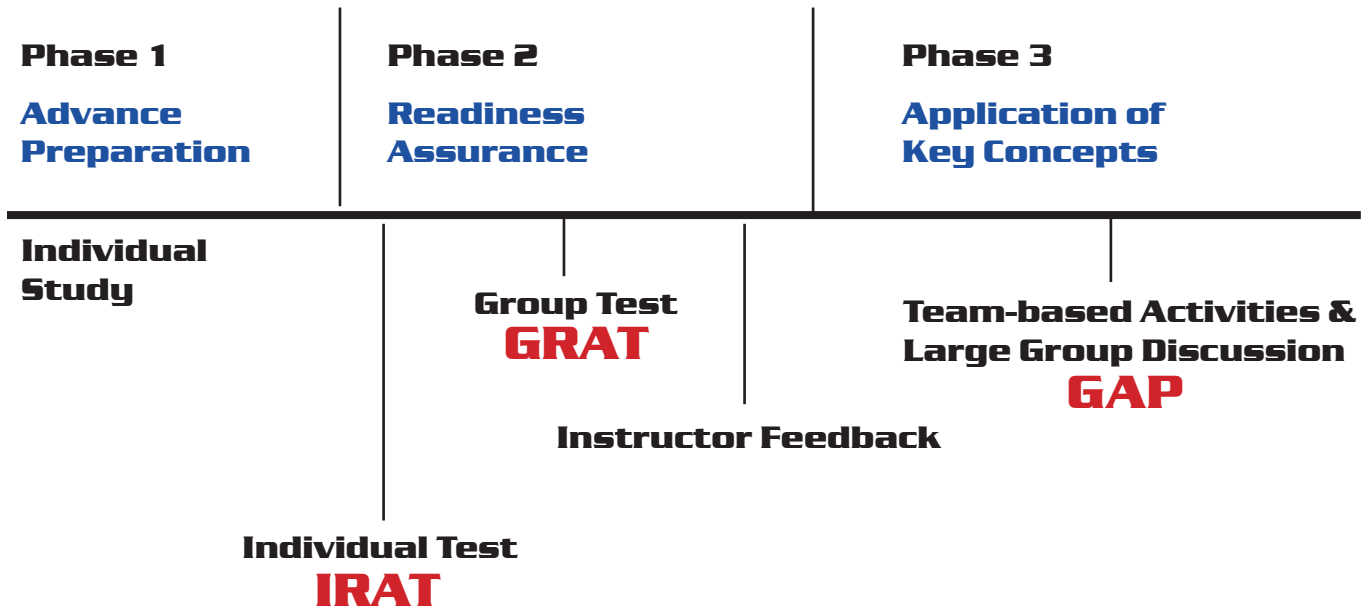 Phase 1
Advance
Preparation
Phase 2
Readiness
Assurance
Phase 3
Application of
Key Concepts
Individual
Study
Individual Test
IRAT
Group Test
GRAT
Instructor Feedback
Team-based Activities &
Large Group Discussion
GAP